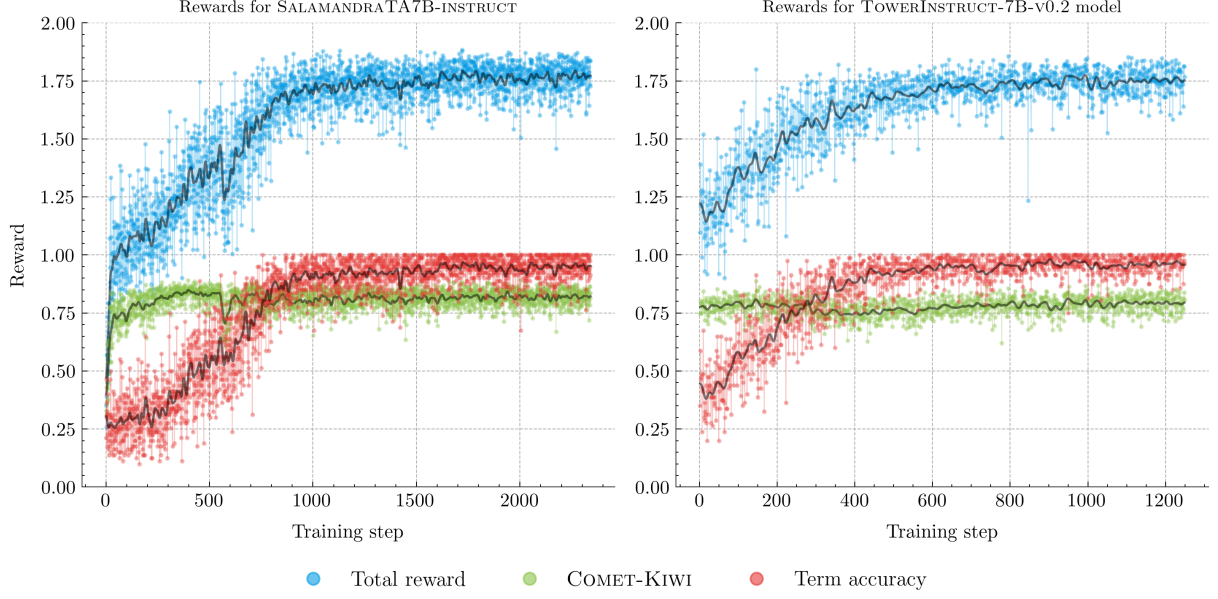 Rewards for SALAMANDRATA7B-INSTRUCT
Reward
2.00
1.75
1.50
1.25
1.00
0.75
0.50
0.25
0.00
0 500 1000 1500 2000
Training step
Rewards for TOWERINSTRUCT-7B-V0.2 model
2.00
1.75
1.50
1.25
1.00
0.75
0.50
0.25
0.00
0 200 400 600 800 1000 1200
Training step
Total reward COMET-KIWI Term accuracy